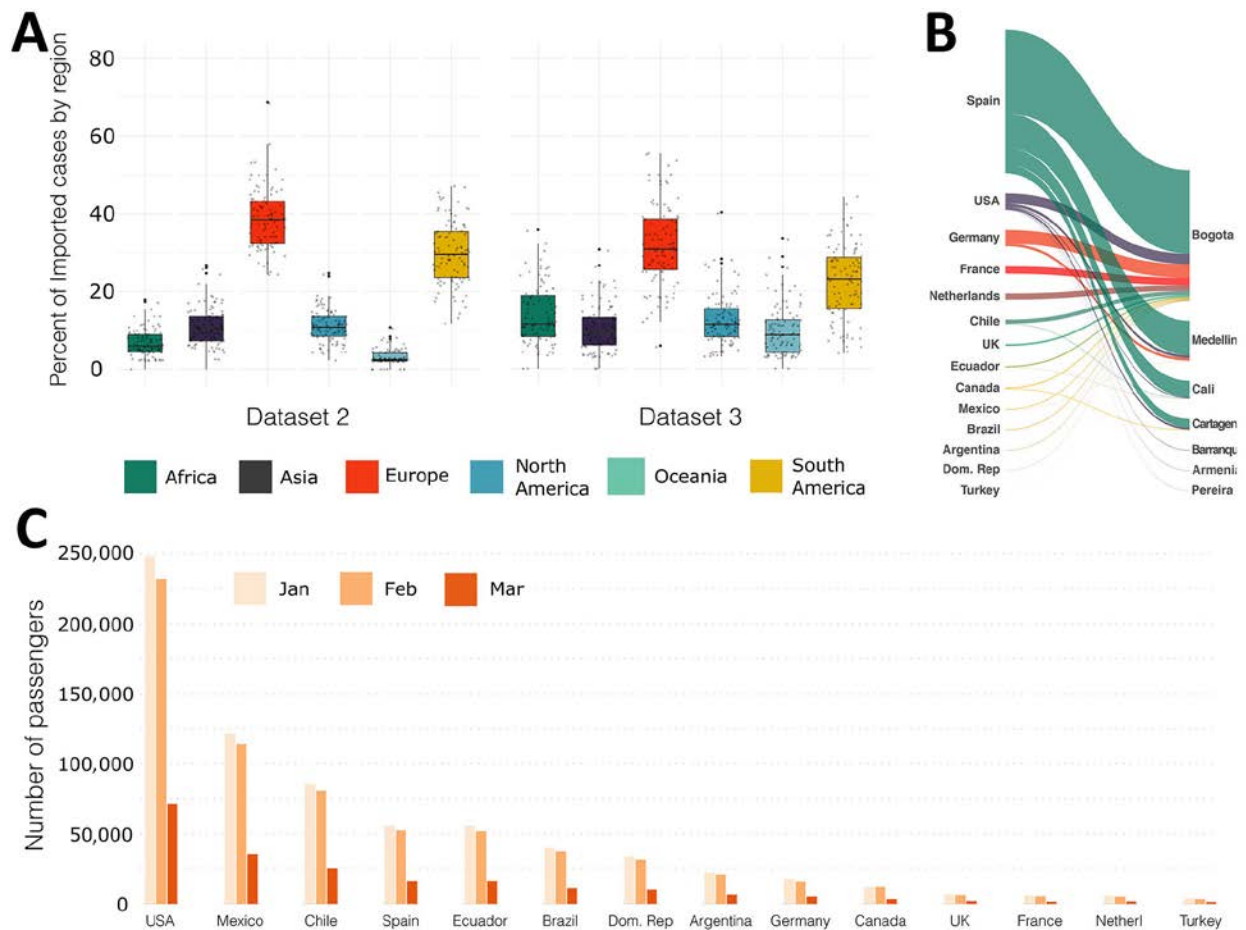 A
Percent of Imported cases by region
80
60
40
20
0
Dataset 2
Dataset 3
Africa
Asia
Europe
North
America
Oceania
South
America
B
Spain
USA
Germany
France
Netherlands
Chile
UK
Ecuador
Canada
Mexico
Brazil
Argentina
Dom. Rep
Turkey
Bogota
Medellin
Cali
Cartagen
Barranqu
Armenia
Pereira
C
Number of passengers
250,000
200,000
150,000
100,000
50,000
0
Jan
Feb
Mar
USA
Mexico
Chile
Spain
Ecuador
Brazil
Dom. Rep
Argentina
Germany
Canada
UK
France
Netherl
Turkey